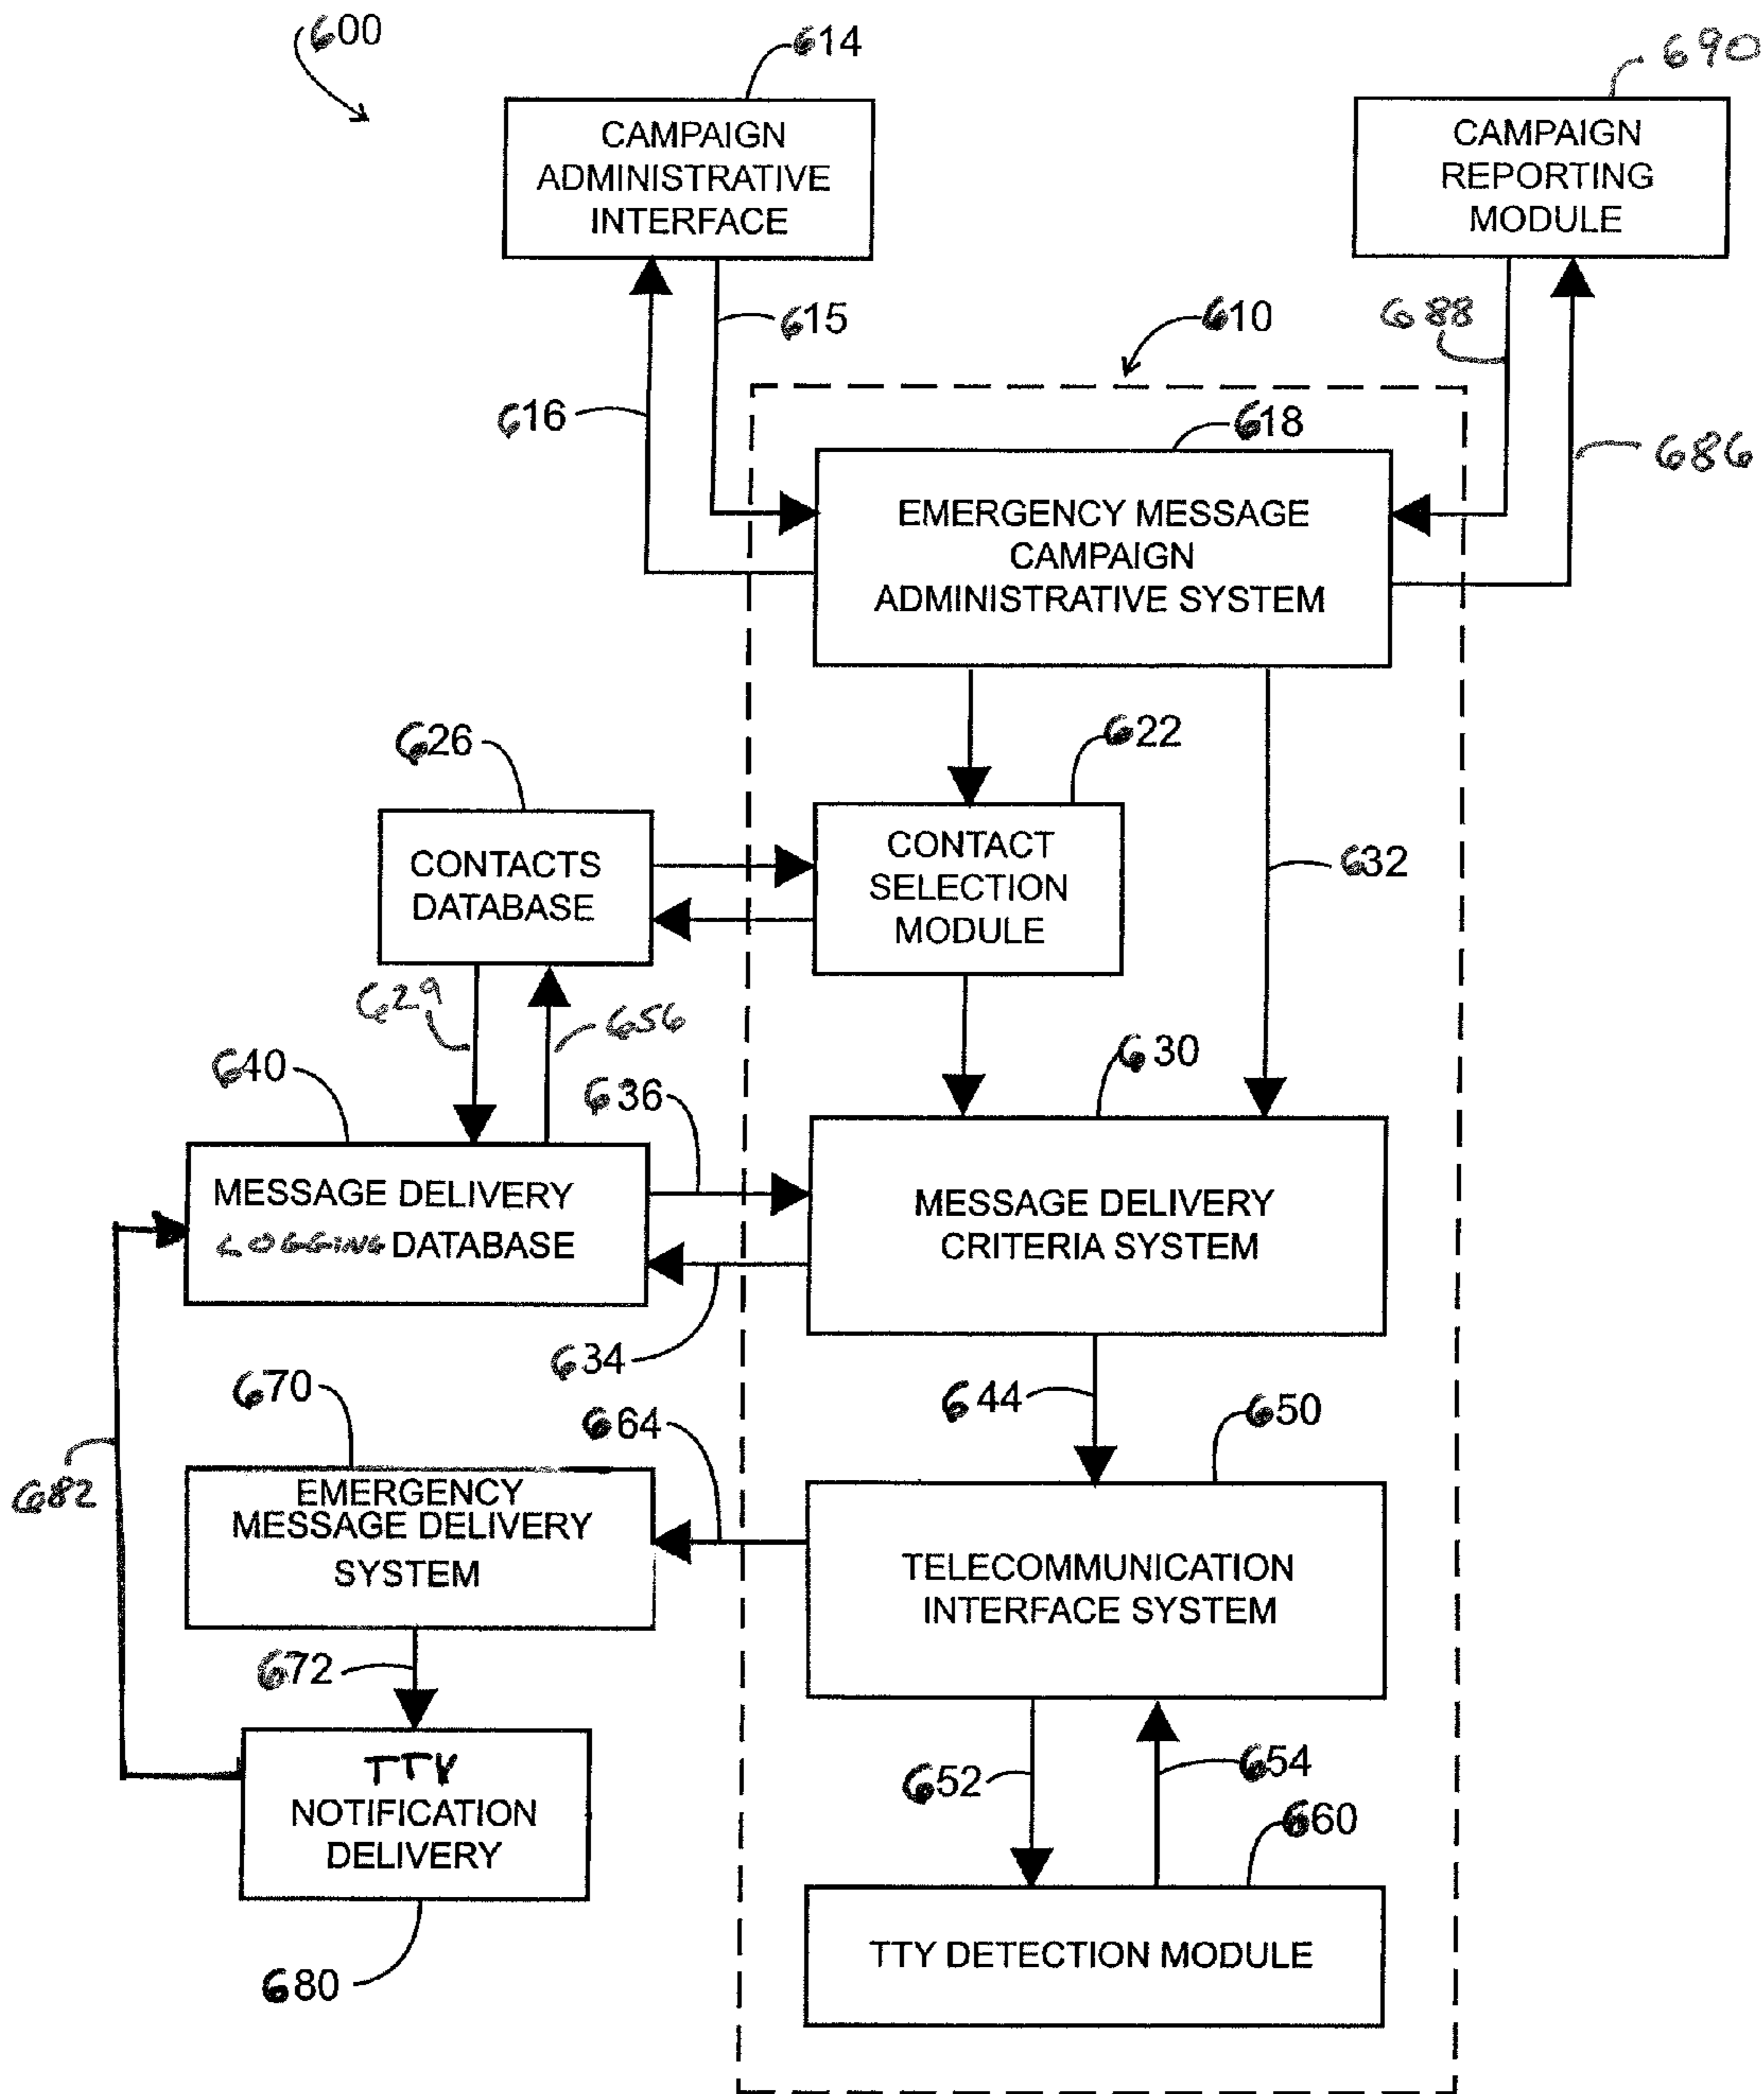 600
614
690
CAMPAIGN
ADMINISTRATIVE
INTERFACE
CAMPAIGN
REPORTING
MODULE
615
610
688
616
618
686
EMERGENCY MESSAGE
CAMPAIGN
ADMINISTRATIVE SYSTEM
626
622
CONTACTS
DATABASE
CONTACT
SELECTION
MODULE
632
629
656
640
636
630
MESSAGE DELIVERY
LOGGING DATABASE
MESSAGE DELIVERY
CRITERIA SYSTEM
634
670
664
644
650
682
EMERGENCY
MESSAGE DELIVERY
SYSTEM
TELECOMMUNICATION
INTERFACE SYSTEM
672
652
654
TTY
NOTIFICATION
DELIVERY
660
680
TTY DETECTION MODULE